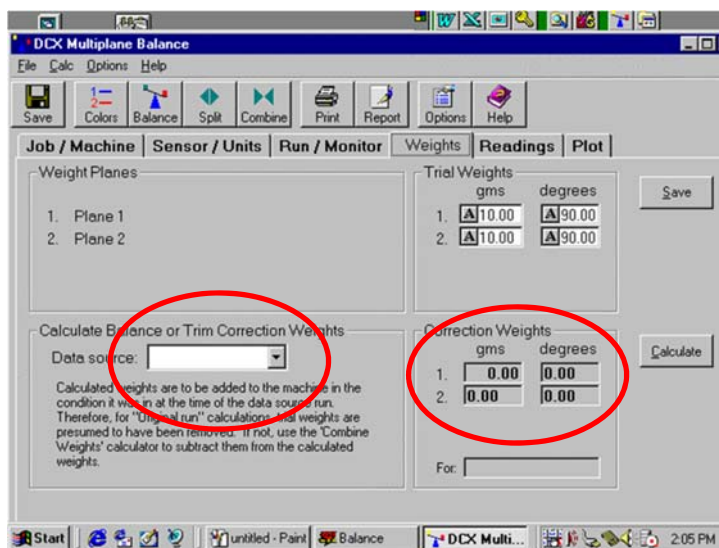 DCX Multiplane Balance
File Calc Options Help
Save Colors Balance Split Combine Print Report Options Help
Job / Machine Sensor / Units Run / Monitor Weights Readings Plot
Weight Planes
1. Plane 1
2. Plane 2
Trial Weights
gms degrees
1. A 10.00 A 90.00
2. A 10.00 A 90.00
Save
Calculate Balance or Trim Correction Weights
Data source:
Calculated weights are to be added to the machine in the
condition it was in at the time of the data source run.
Therefore, for "Original run" calculations, trial weights are
presumed to have been removed. If not, use the 'Combine
Weights' calculator to subtract them from the calculated
weights.
Correction Weights
gms degrees
1. 0.00 0.00
2. 0.00 0.00
For:
Calculate
Start untitled - Paint Balance DCX Multi... 2:05 PM